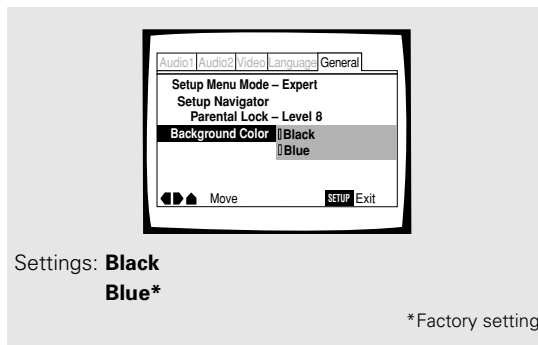 Audio1 Audio2 Video Language General
Setup Menu Mode – Expert
Setup Navigator
Parental Lock – Level 8
Background Color Black
Blue
Move SETUP Exit
Settings: Black
Blue*
*Factory setting